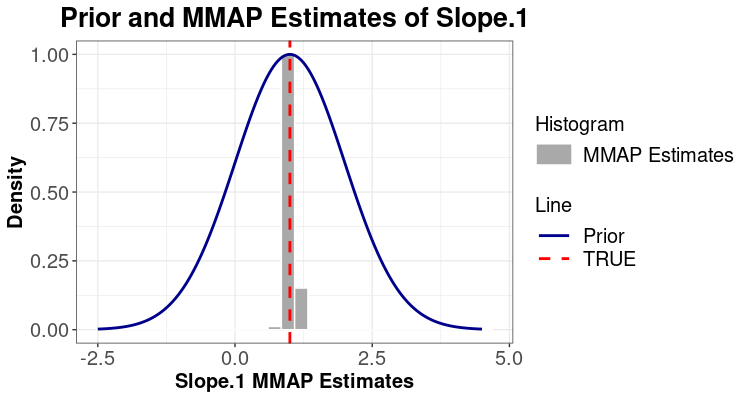 Prior and MMAP Estimates of Slope.1
1.00
0.75
0.50
0.25
0.00
Density
-2.5
0.0
2.5
5.0
Slope.1 MMAP Estimates
Histogram
MMAP Estimates
Line
Prior
TRUE